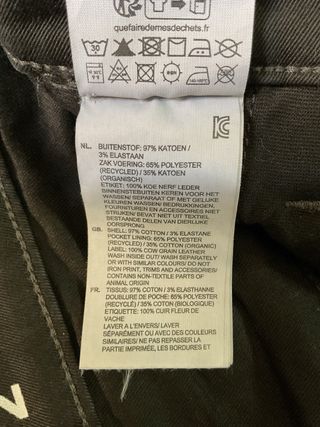 quefairedemesdechets.fr
30
40-105°C
NL. BUITENSTOF: 97% KATOEN /
3% ELASTAAN
ZAK VOERING: 65% POLYESTER
(RECYCLED) / 35% KATOEN
(ORGANISCH)
ETIKET: 100% KOE NERF LEDER
BINNENSTEBUITEN KEREN VOOR HET
WASSEN/ SEPARAAT OF MET GELIJKE
KLEUREN WASSEN/ BEDRUKKINGEN,
FOURNITUREN EN ACCESSOIRES NIET
STRIJKEN/ BEVAT NIET UIT TEXTIEL
BESTAANDE DELEN VAN DIERLIJKE
OORSPRONG
GB. SHELL: 97% COTTON / 3% ELASTANE
POCKET LINING: 65% POLYESTER
(RECYCLED) / 35% COTTON (ORGANIC)
LABEL: 100% COW GRAIN LEATHER
WASH INSIDE OUT/ WASH SEPARATELY
OR WITH SIMILAR COLOURS/ DO NOT
IRON PRINT, TRIMS AND ACCESSORIES/
CONTAINS NON-TEXTILE PARTS OF
ANIMAL ORIGIN
FR. TISSUS: 97% COTON / 3% ELASTHANNE
DOUBLURE DE POCHE: 65% POLYESTER
(RECYCLÉ) / 35% COTON (BIOLOGIQUE)
ETIQUETTE: 100% CUIR FLEUR DE
VACHE
LAVER A L'ENVERS/ LAVER
SÉPARÉMENT OU AVEC DES COULEURS
SIMILAIRES/ NE PAS REPASSER LA
PARTIE IMPRIMÉE, LES BORDURES ET